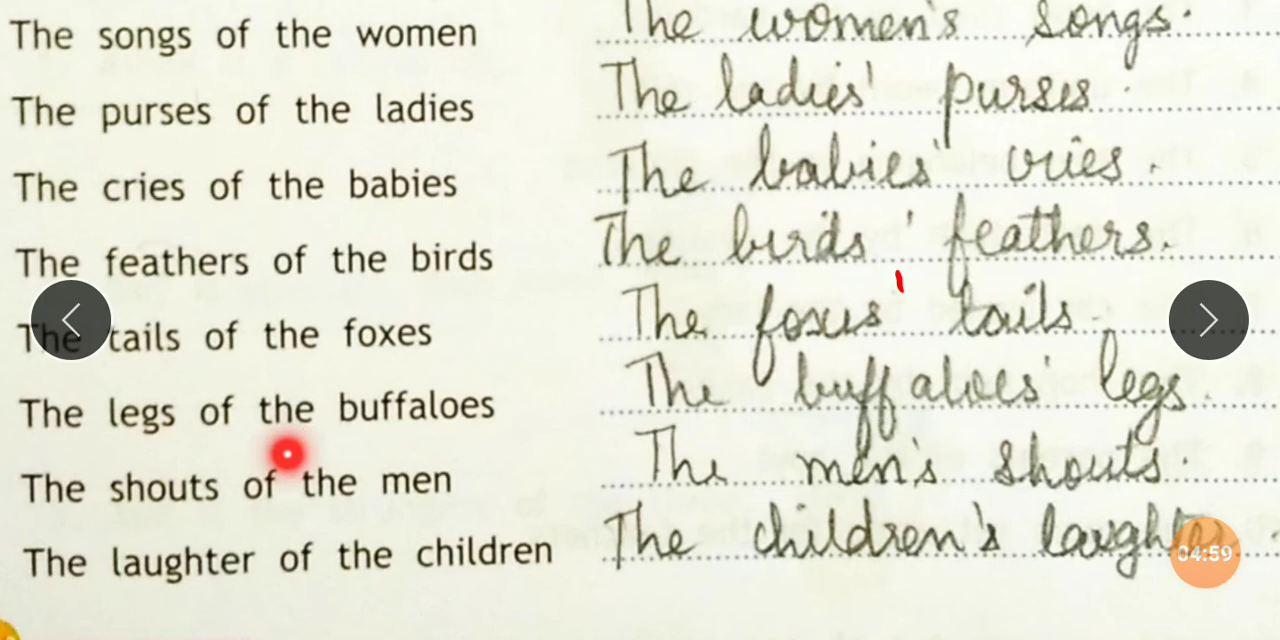 The songs of the women The women's songs.
The purses of the ladies The ladies' purses.
The cries of the babies The babies' cries.
The feathers of the birds The birds' feathers.
The tails of the foxes The foxes' tails.
The legs of the buffaloes The buffaloes' legs.
The shouts of the men The men's shouts.
The laughter of the children The children's laughter.
04:59